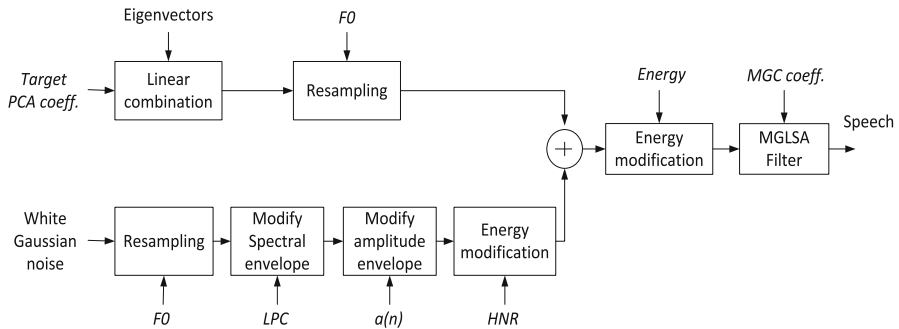 Eigenvectors
F0
Target
PCA coeff.
Linear
combination
Resampling
Energy
MGC coeff.
+
Energy
modification
MGLSA
Filter
Speech
White
Gaussian
noise
Resampling
Modify
Spectral
envelope
Modify
amplitude
envelope
Energy
modification
F0
LPC
a(n)
HNR